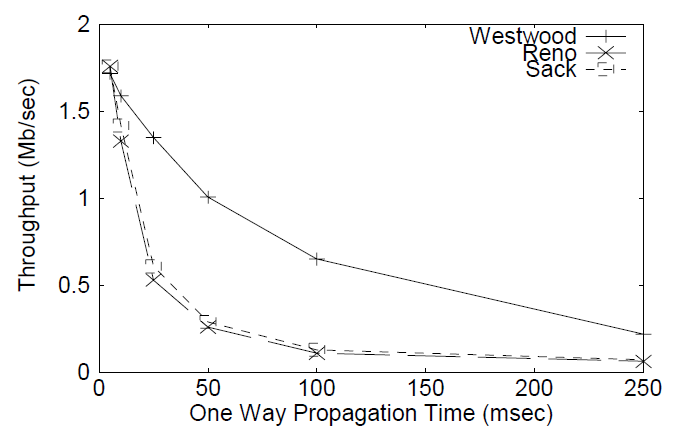 2
1.5
1
0.5
0
0
50
100
150
200
250
Throughput (Mb/sec)
One Way Propagation Time (msec)
Westwood
Reno
Sack